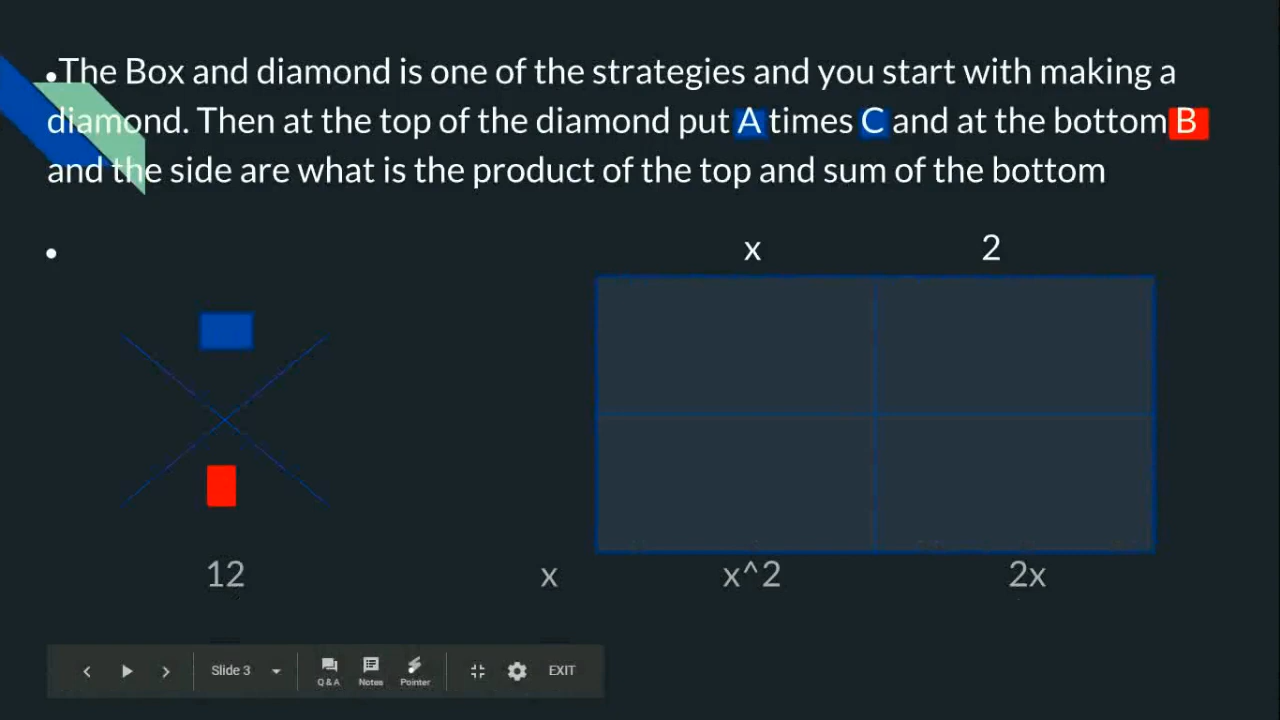 •The Box and diamond is one of the strategies and you start with making a
diamond. Then at the top of the diamond put A times C and at the bottom B
and the side are what is the product of the top and sum of the bottom
•
x 2
12 x x^2 2x
Slide 3 Q & A Notes Pointer EXIT